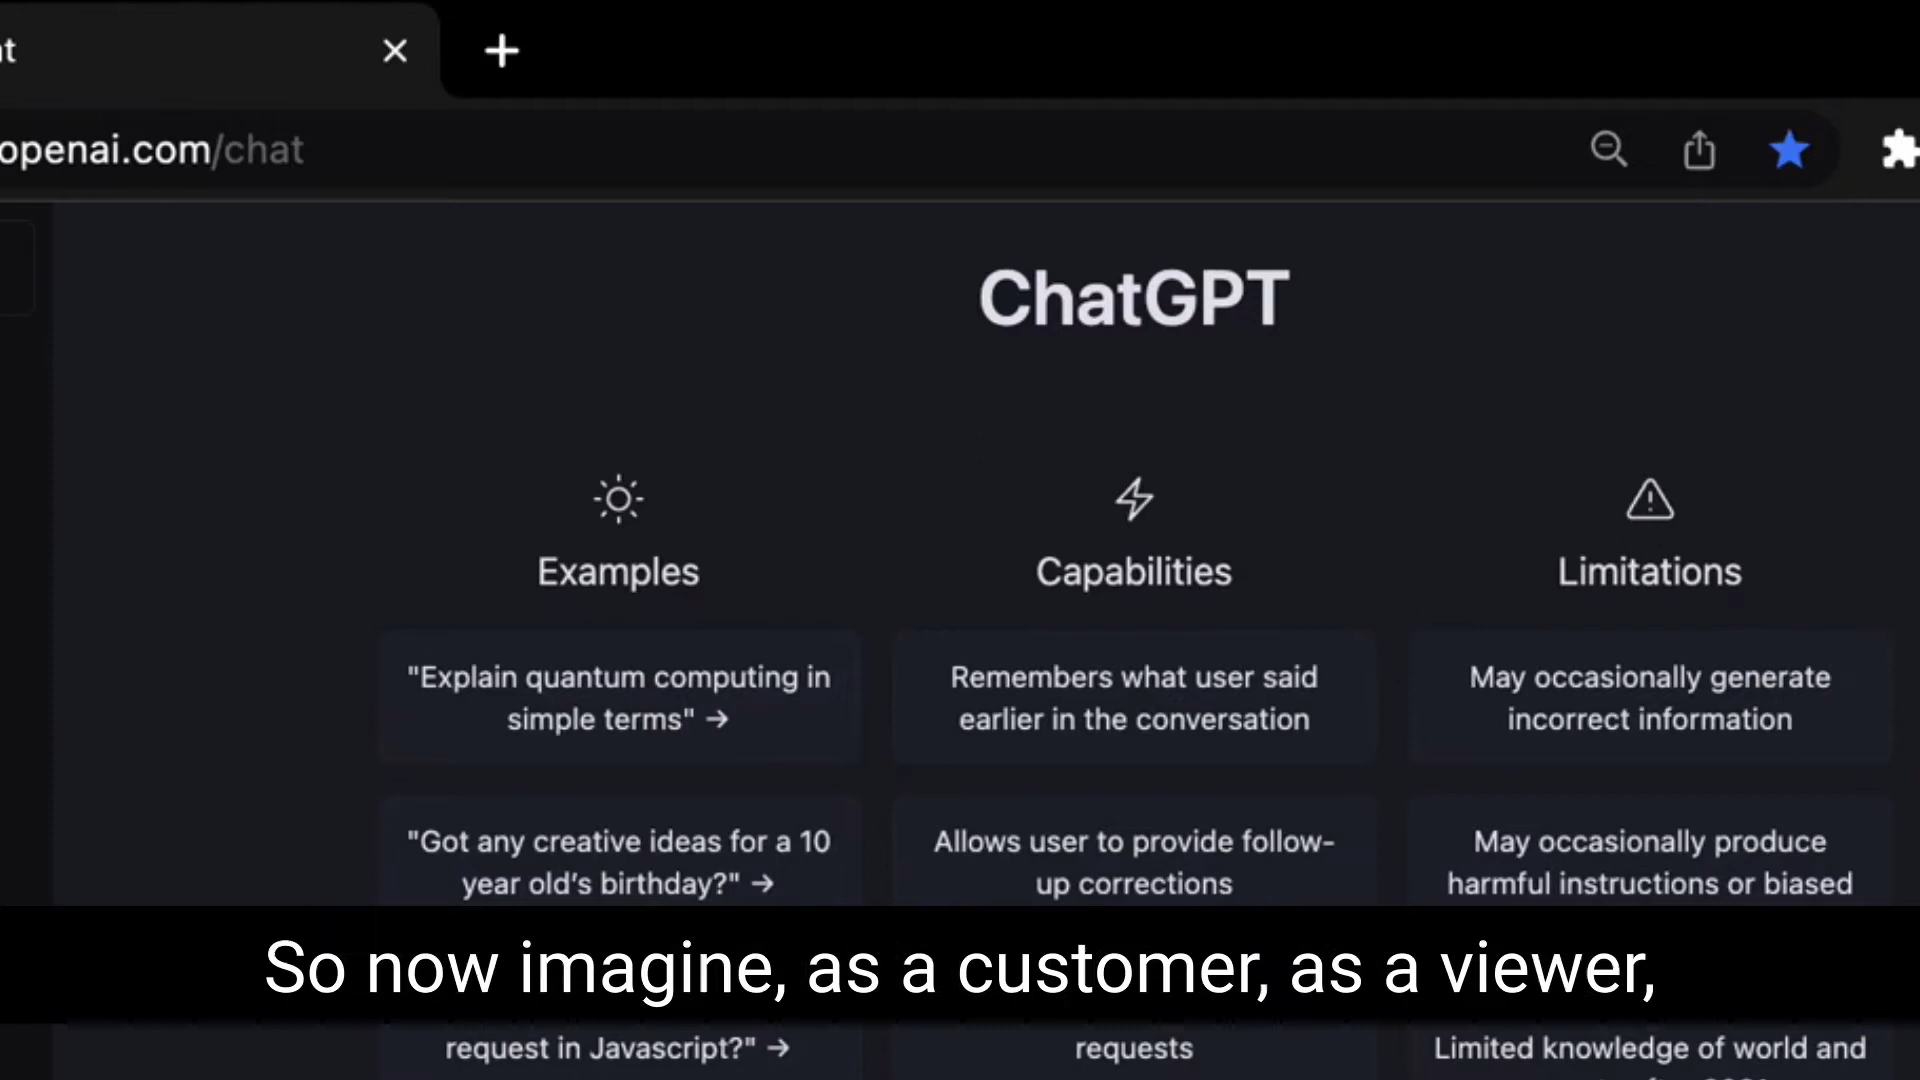 openai.com/chat
ChatGPT
Examples
Capabilities
Limitations
"Explain quantum computing in
simple terms" →
Remembers what user said
earlier in the conversation
May occasionally generate
incorrect information
"Got any creative ideas for a 10
year old's birthday?" →
Allows user to provide follow-
up corrections
May occasionally produce
harmful instructions or biased
So now imagine, as a customer, as a viewer,
request in Javascript?" →
requests
Limited knowledge of world and